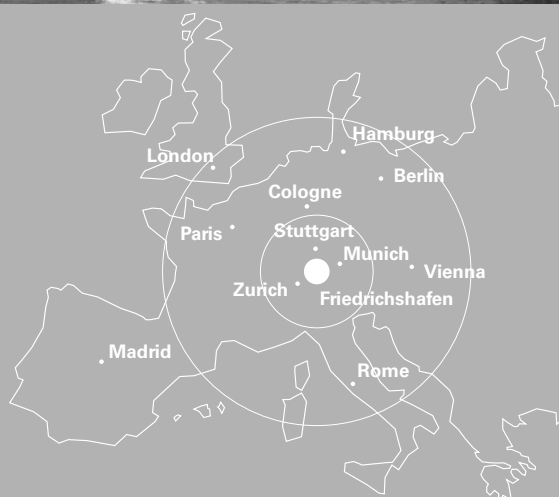 Hamburg
London
Berlin
Cologne
Paris
Stuttgart
Munich
Vienna
Zurich
Friedrichshafen
Madrid
Rome